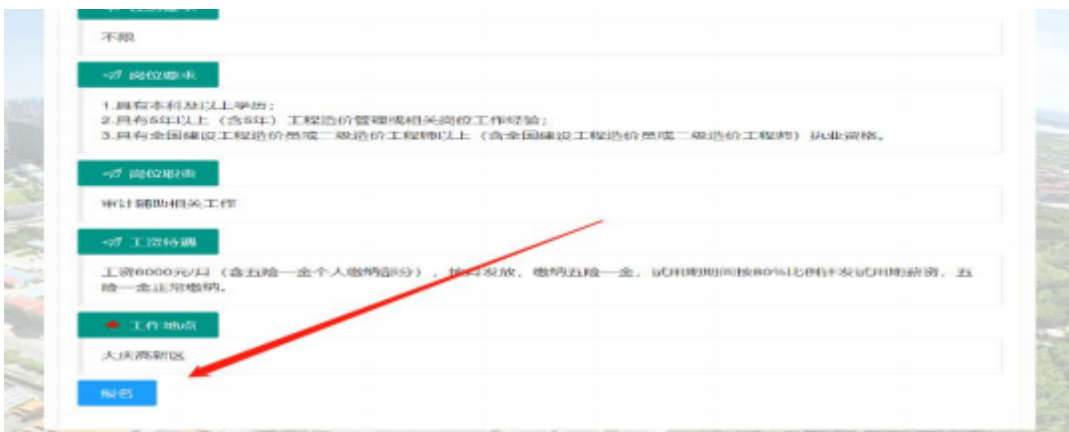 不限
岗位要求
1.具有本科及以上学历；
2.具有5年以上（含5年）工程造价管理或相关岗位工作经验；
3.具有全国建设工程造价员或二级造价工程师以上（含全国建设工程造价员或二级造价工程师）执业资格。
岗位职责
审计辅助相关工作
工资待遇
工资6000元/月（含五险一金个人缴纳部分），按月发放，缴纳五险一金，试用期期间按80%比例计发试用期薪资，五
险一金正常缴纳。
工作地点
大庆高新区
报名